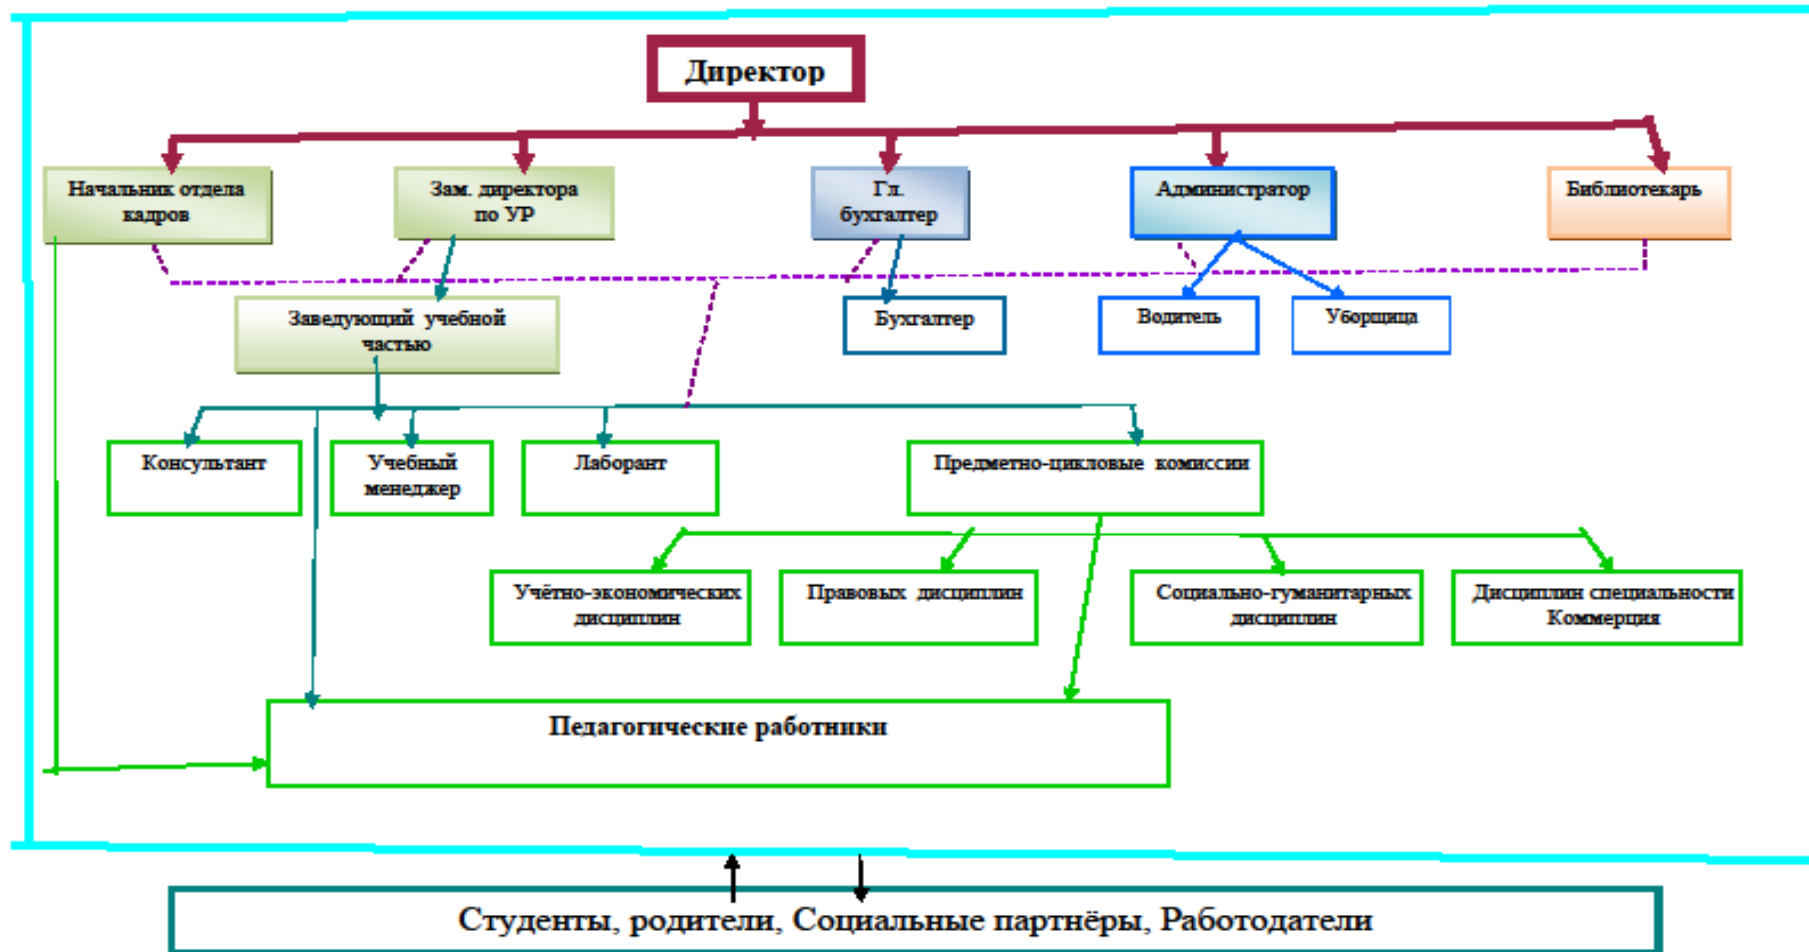 Директор
Начальник отдела
кадров
Зам. директора
по УР
Гл.
бухгалтер
Администратор
Библиотекарь
Заведующий учебной
частью
Бухгалтер
Водитель
Уборщица
Консультант
Учебный
менеджер
Лаборант
Предметно-цикловые комиссии
Учётно-экономических
дисциплин
Правовых дисциплин
Социально-гуманитарных
дисциплин
Дисциплин специальности
Коммерция
Педагогические работники
Студенты, родители, Социальные партнёры, Работодатели